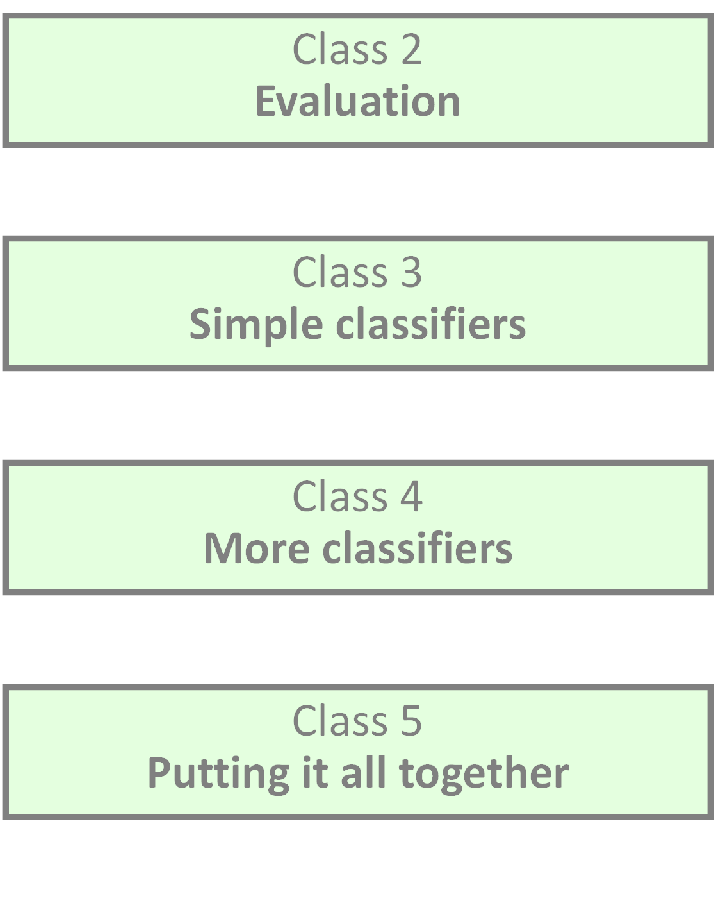 Class 2
Evaluation
Class 3
Simple classifiers
Class 4
More classifiers
Class 5
Putting it all together